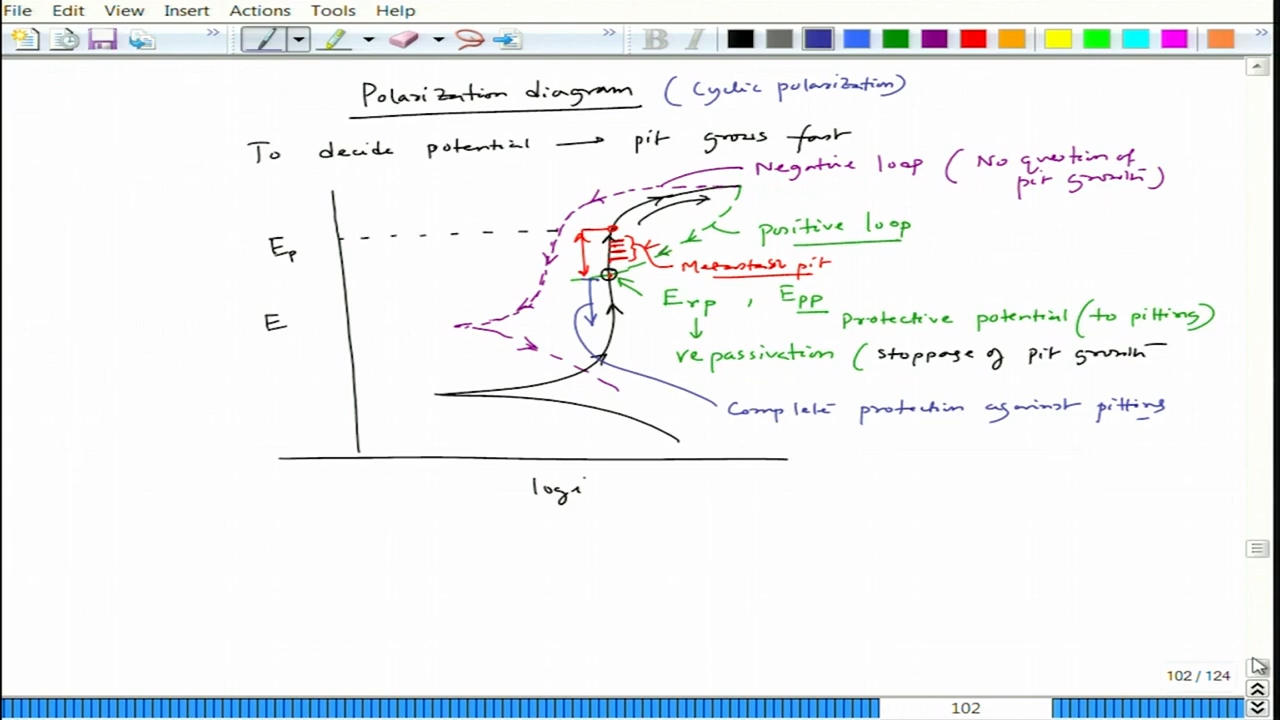 File Edit View Insert Actions Tools Help
B I
Polarization diagram (Cyclic polarization)
To decide potential → pit grows fast
Negative loop (No question of
pit growth)
Ep
positive loop
Metastable pit
Erp , Epp
E
Protective potential (to pitting)
repassivation (stoppage of pit growth
Complete protection against pitting
log i
102 / 124
102